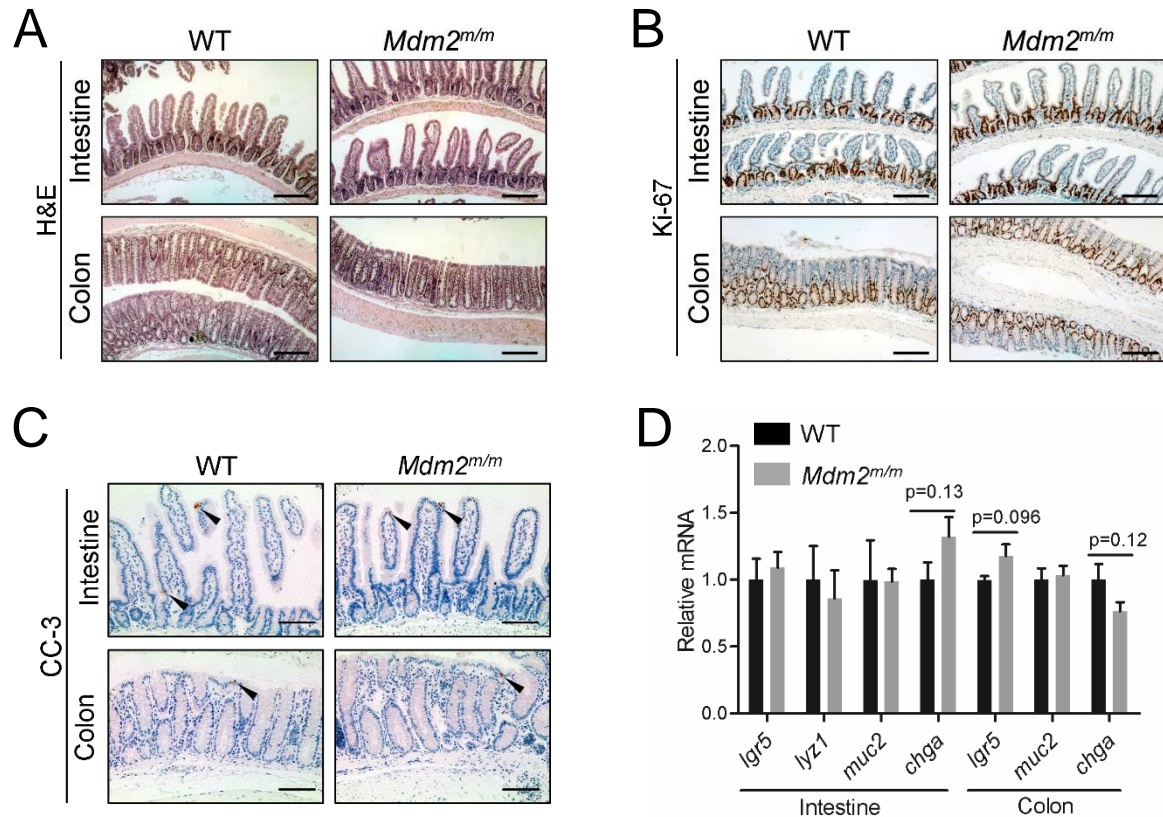 A
WT
Mdm2m/m
H&E
Intestine
Colon
B
WT
Mdm2m/m
Ki-67
Intestine
Colon
C
WT
Mdm2m/m
CC-3
Intestine
Colon
D
WT
Mdm2m/m
Relative mRNA
2.0
1.5
1.0
0.5
0.0
p=0.13
p=0.096
p=0.12
lgr5 lyz1 muc2 chga lgr5 muc2 chga
Intestine Colon